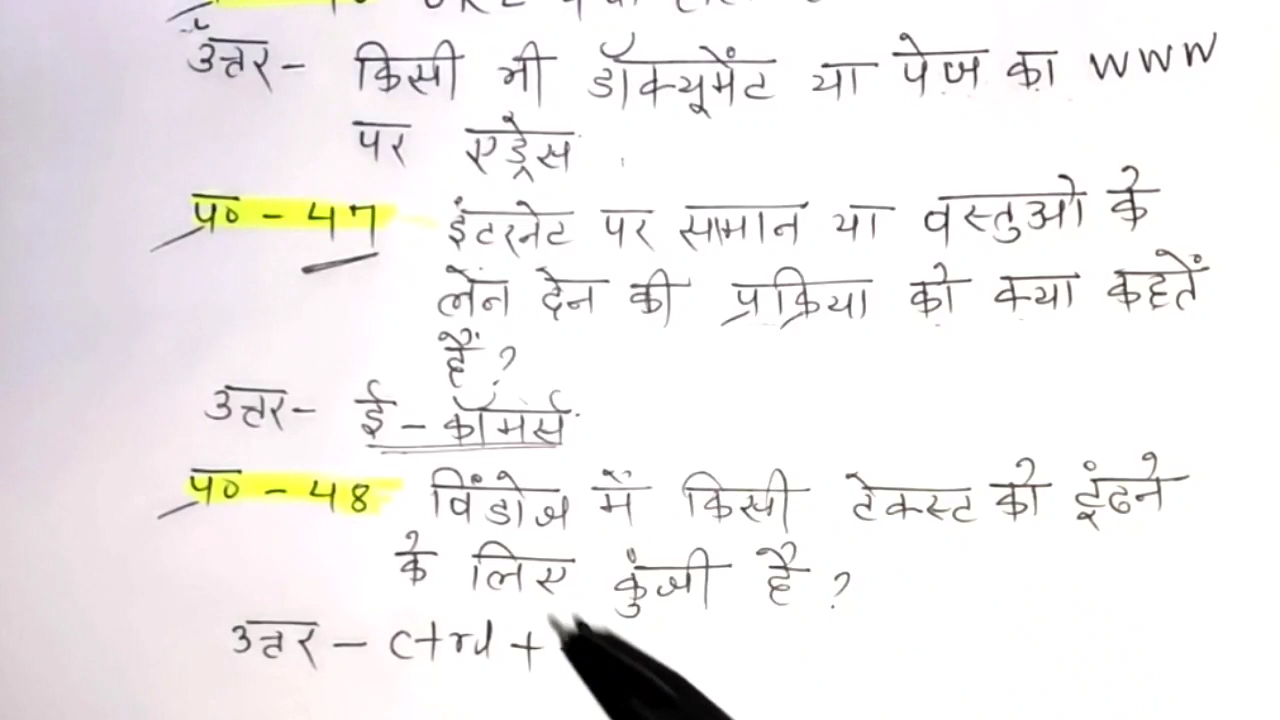 उत्तर- किसी भी डॉक्यूमेंट या पेज का WWW
पर एड्रेस
प्र० - 47 इंटरनेट पर सामान या वस्तुओ के
लेन देन की प्रक्रिया को क्या कहतें
हैं?
उत्तर- ई - कॉमर्स
प्र० - 48 विंडोज में किसी टेक्स्ट को ढूंढने
के लिए कुंजी है ?
उत्तर - ctrl +